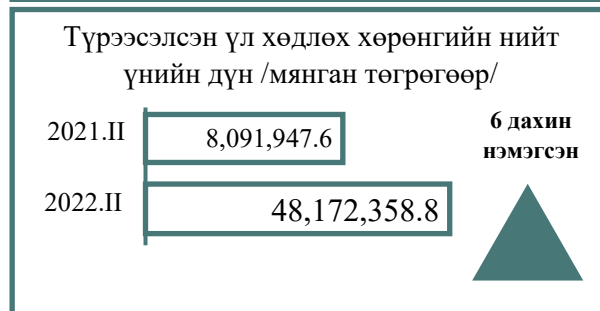 Түрээсэлсэн үл хөдлөх хөрөнгийн нийт
үнийн дүн /мянган төгрөгөөр/
2021.II
8,091,947.6
6 дахин
нэмэгсэн
2022.II
48,172,358.8